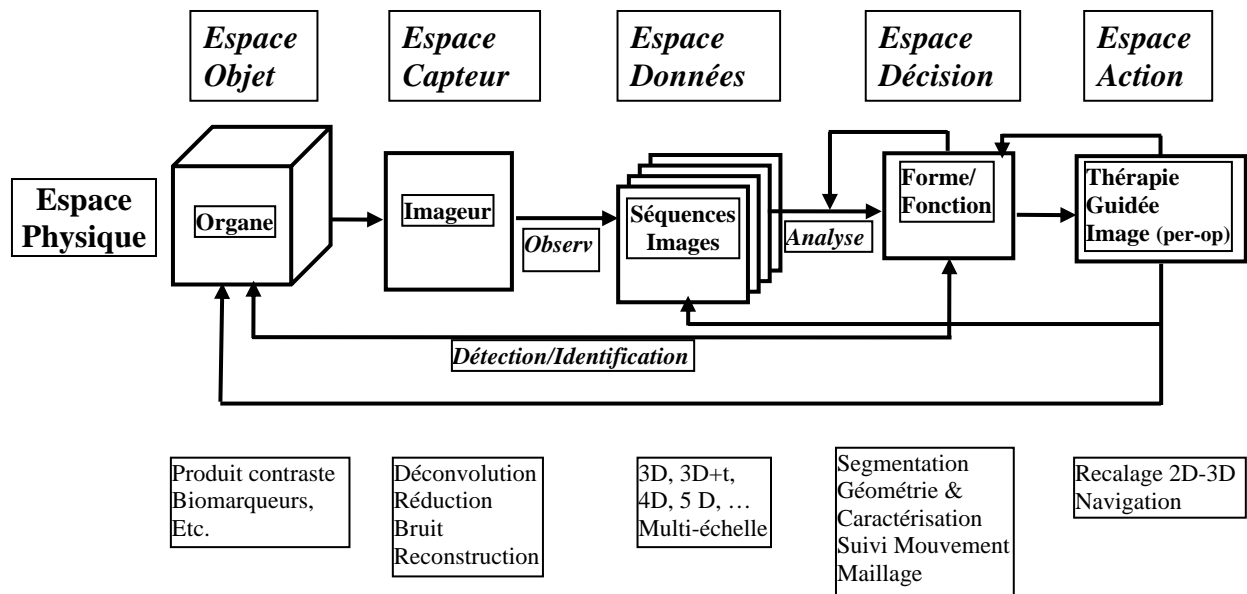 Espace
Objet
Espace
Capteur
Espace
Données
Espace
Décision
Espace
Action
Espace
Physique
Organe
Imageur
Observ
Séquences
Images
Analyse
Forme/
Fonction
Thérapie
Guidée
Image (per-op)
Détection/Identification
Produit contraste
Biomarqueurs,
Etc.
Déconvolution
Réduction
Bruit
Reconstruction
3D, 3D+t,
4D, 5 D, …
Multi-échelle
Segmentation
Géométrie &
Caractérisation
Suivi Mouvement
Maillage
Recalage 2D-3D
Navigation